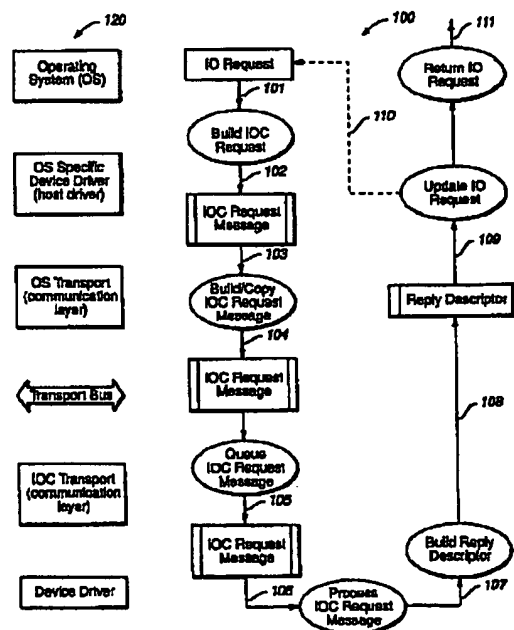 120
Operating System (OS)
OS Specific
Device Driver
(host driver)
OS Transport
(communication
layer)
Transport Bus
IOC Transport
(communication
layer)
Device Driver
100
IO Request
101
Build IOC
Request
102
IOC Request
Message
103
Build/Copy
IOC Request
Message
104
IOC Request
Message
Queue
IOC Request
Message
105
IOC Request
Message
106
Process
IOC Request
Message
107
Build Reply
Descriptor
108
Reply Descriptor
109
Update IO
Request
110
Return IO
Request
111